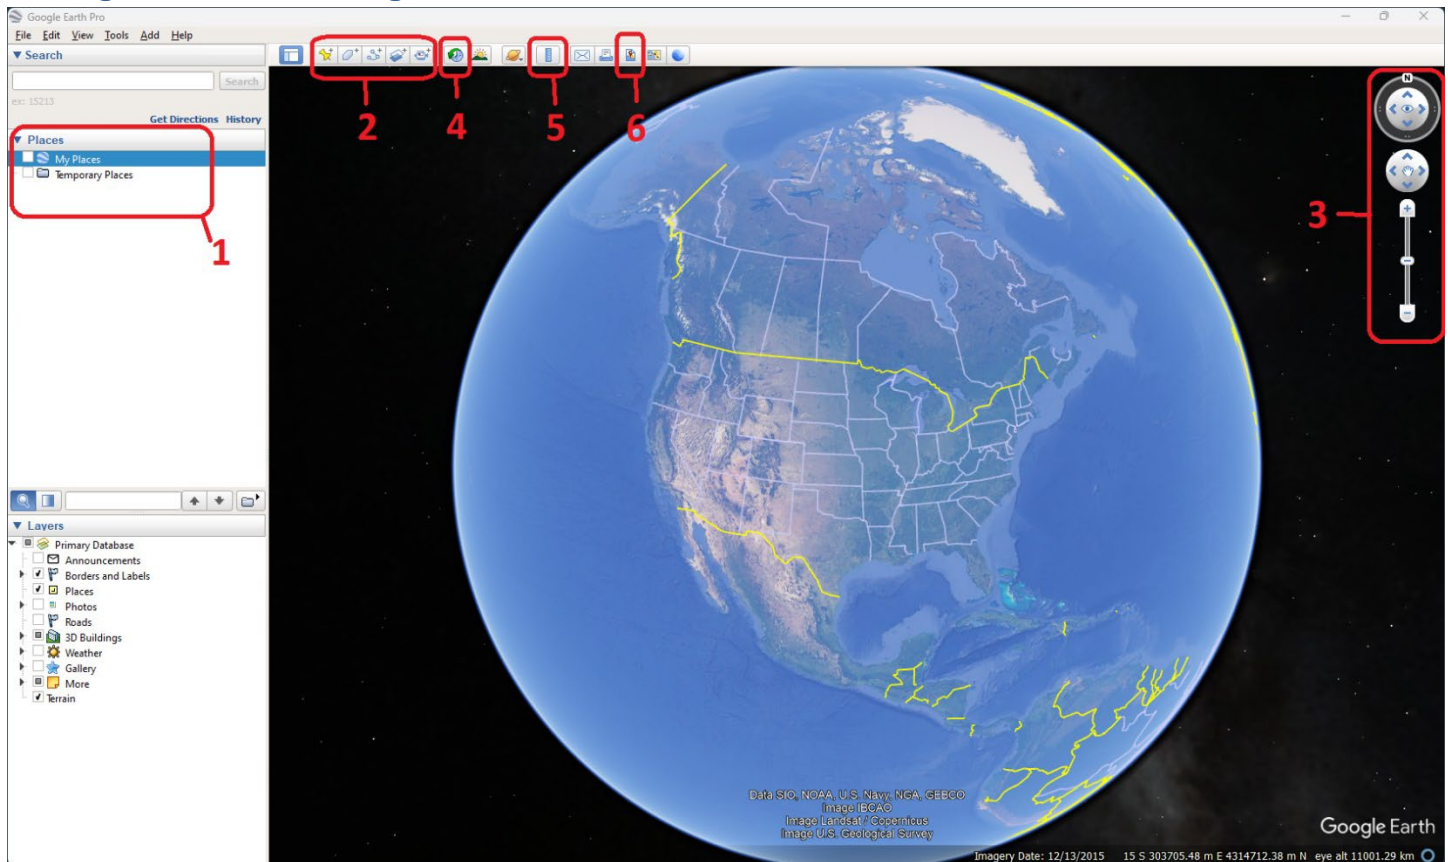 Google Earth Pro
File Edit View Tools Add Help
Search
Search
ex: 15213
Get Directions History
Places
My Places
Temporary Places
1
2
4
5
6
N
3
Layers
Primary Database
Announcements
Borders and Labels
Places
Photos
Roads
3D Buildings
Weather
Gallery
More
Terrain
Data SIO, NOAA, U.S. Navy, NGA, GEBCO
Image IBCAO
Image Landsat / Copernicus
Image U.S. Geological Survey
Google Earth
Imagery Date: 12/13/2015 15 S 303705.48 m E 4314712.38 m N eye alt 11001.29 km